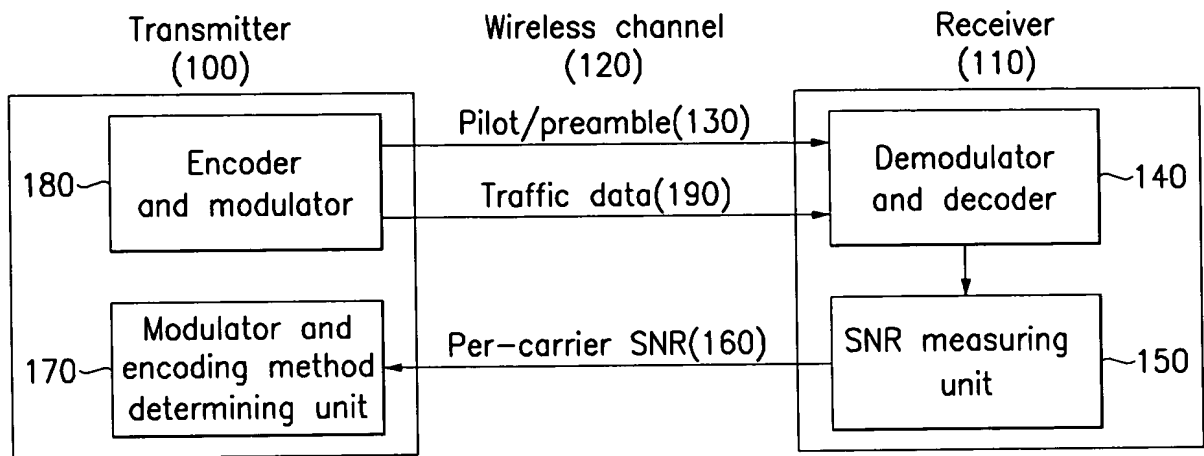 Transmitter
(100)
Wireless channel
(120)
Receiver
(110)
180
Encoder
and modulator
Pilot/preamble(130)
Traffic data(190)
Demodulator
and decoder
140
170
Modulator and
encoding method
determining unit
Per-carrier SNR(160)
SNR measuring
unit
150